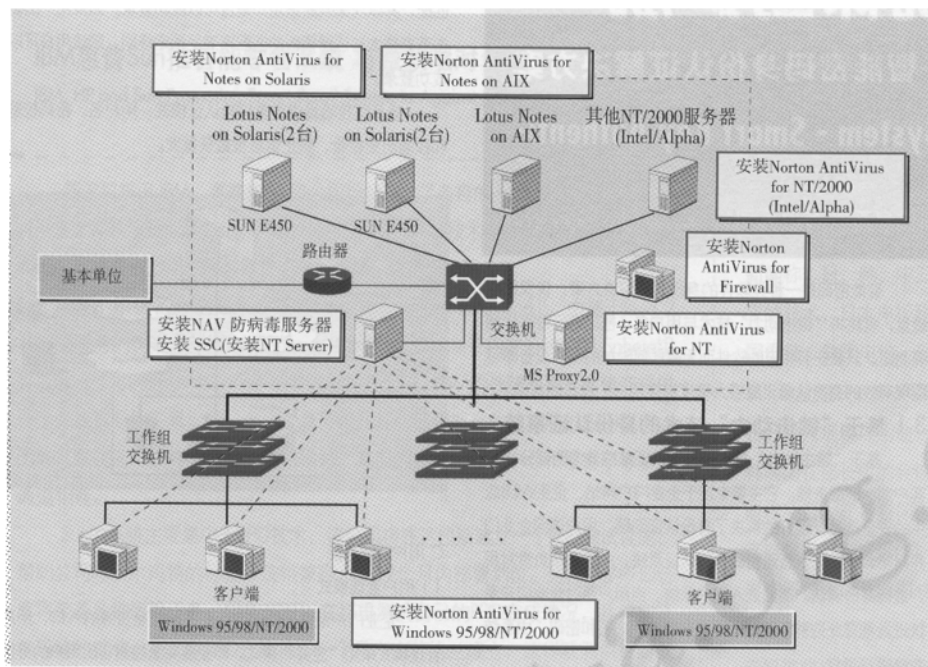 安装Norton AntiVirus for
Notes on Solaris
安装Norton AntiVirus for
Notes on AIX
Lotus Notes
on Solaris(2台)
Lotus Notes
on Solaris(2台)
Lotus Notes
on AIX
其他NT/2000服务器
(Intel/Alpha)
安装Norton AntiVirus
for NT/2000
(Intel/Alpha)
SUN E450
SUN E450
路由器
基本单位
安装Norton
AntiVirus for
Firewall
安装NAV 防病毒服务器
安装 SSC(安装NT Server)
交换机
安装Norton AntiVirus
for NT
MS Proxy2.0
工作组
交换机
工作组
交换机
······
客户端
客户端
Windows 95/98/NT/2000
安装Norton AntiVirus for
Windows 95/98/NT/2000
Windows 95/98/NT/2000
org.